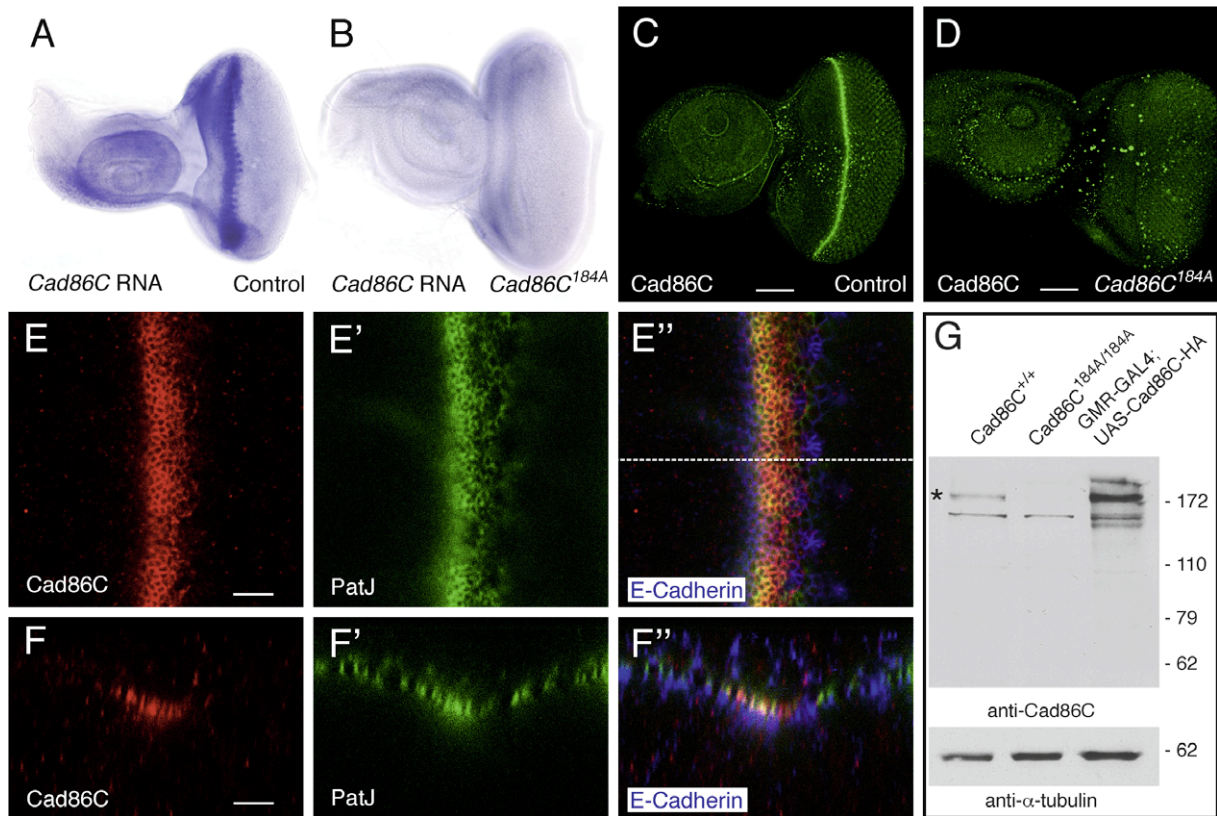 A
Cad86C RNA Control
B
Cad86C RNA Cad86C184A
C
Cad86C Control
D
Cad86C Cad86C184A
E
Cad86C
E'
PatJ
E''
E-Cadherin
F
Cad86C
F'
PatJ
F''
E-Cadherin
G
Cad86C+/+
Cad86C184A/184A
GMR-GAL4;
UAS-Cad86C-HA
*
- 172
- 110
- 79
- 62
anti-Cad86C
- 62
anti-α-tubulin